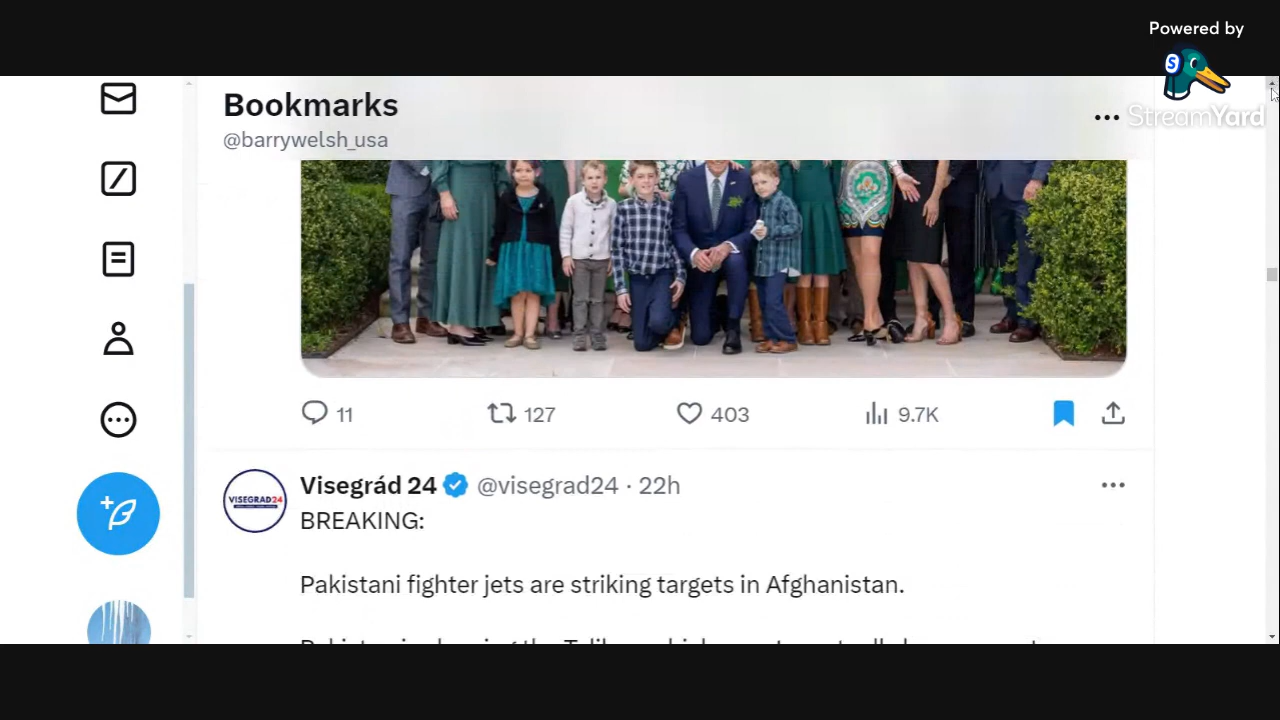 Powered by
StreamYard
Bookmarks
@barrywelsh_usa
11 127 403 9.7K
VISEGRAD24
Visegrád 24 @visegrad24 · 22h
BREAKING:
Pakistani fighter jets are striking targets in Afghanistan.